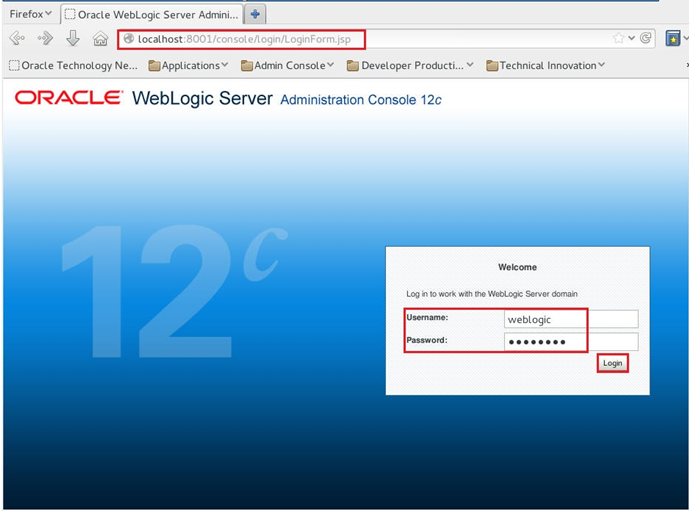 Firefox
Oracle WebLogic Server Admini...
localhost:8001/console/login/LoginForm.jsp
Oracle Technology Ne... Applications Admin Console Developer Producti... Technical Innovation
ORACLE WebLogic Server Administration Console 12c
12c
Welcome
Log in to work with the WebLogic Server domain
Username: weblogic
Password: ●●●●●●●●
Login